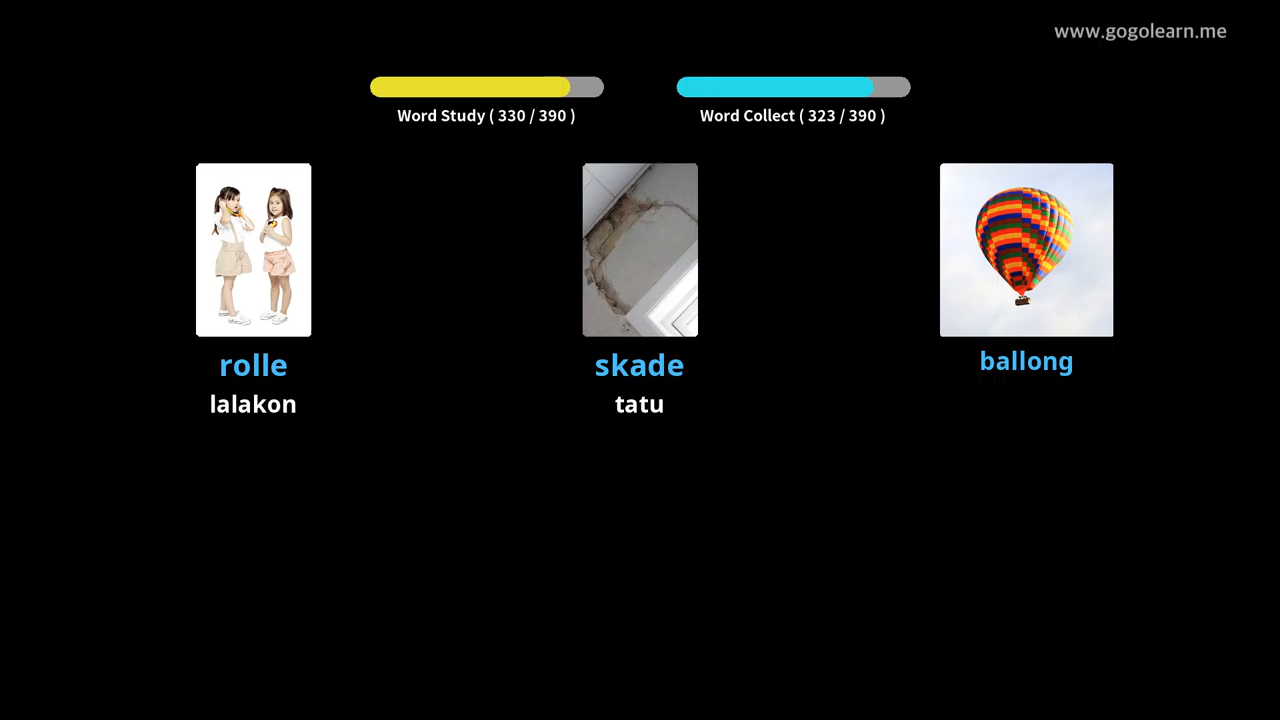 www.gogolearn.me
Word Study ( 330 / 390 )
Word Collect ( 323 / 390 )
rolle
lalakon
skade
tatu
ballong